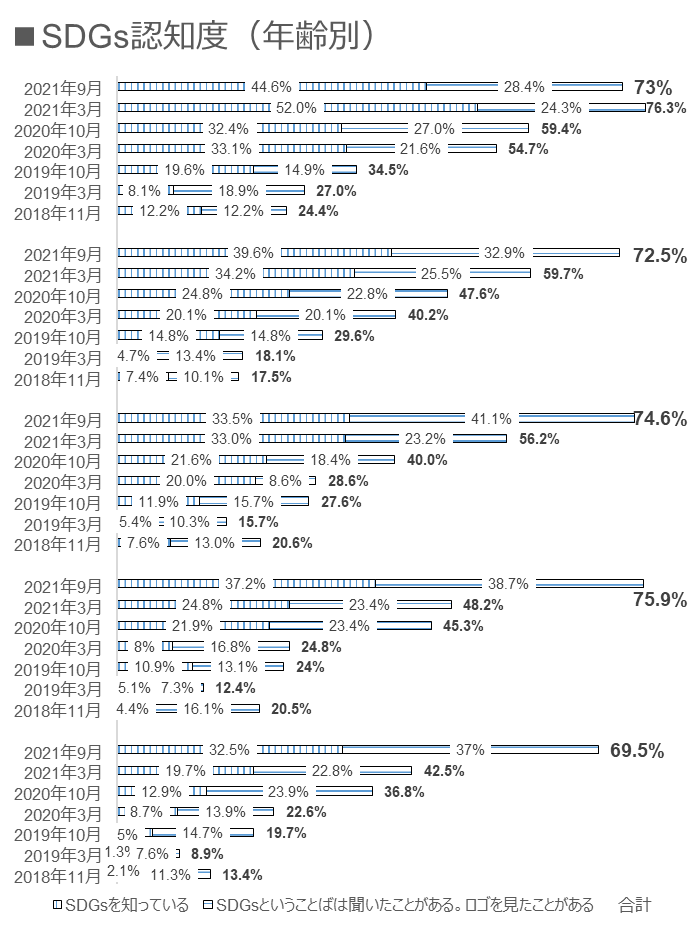 ■SDGs認知度（年齢別）
2021年9月 44.6% 28.4% 73%
2021年3月 52.0% 24.3% 76.3%
2020年10月 32.4% 27.0% 59.4%
2020年3月 33.1% 21.6% 54.7%
2019年10月 19.6% 14.9% 34.5%
2019年3月 8.1% 18.9% 27.0%
2018年11月 12.2% 12.2% 24.4%
2021年9月 39.6% 32.9% 72.5%
2021年3月 34.2% 25.5% 59.7%
2020年10月 24.8% 22.8% 47.6%
2020年3月 20.1% 20.1% 40.2%
2019年10月 14.8% 14.8% 29.6%
2019年3月 4.7% 13.4% 18.1%
2018年11月 7.4% 10.1% 17.5%
2021年9月 33.5% 41.1% 74.6%
2021年3月 33.0% 23.2% 56.2%
2020年10月 21.6% 18.4% 40.0%
2020年3月 20.0% 8.6% 28.6%
2019年10月 11.9% 15.7% 27.6%
2019年3月 5.4% 10.3% 15.7%
2018年11月 7.6% 13.0% 20.6%
2021年9月 37.2% 38.7% 75.9%
2021年3月 24.8% 23.4% 48.2%
2020年10月 21.9% 23.4% 45.3%
2020年3月 8% 16.8% 24.8%
2019年10月 10.9% 13.1% 24%
2019年3月 5.1% 7.3% 12.4%
2018年11月 4.4% 16.1% 20.5%
2021年9月 32.5% 37% 69.5%
2021年3月 19.7% 22.8% 42.5%
2020年10月 12.9% 23.9% 36.8%
2020年3月 8.7% 13.9% 22.6%
2019年10月 5% 14.7% 19.7%
2019年3月 1.3% 7.6% 8.9%
2018年11月 2.1% 11.3% 13.4%
SDGsを知っている SDGsということばは聞いたことがある。ロゴを見たことがある 合計